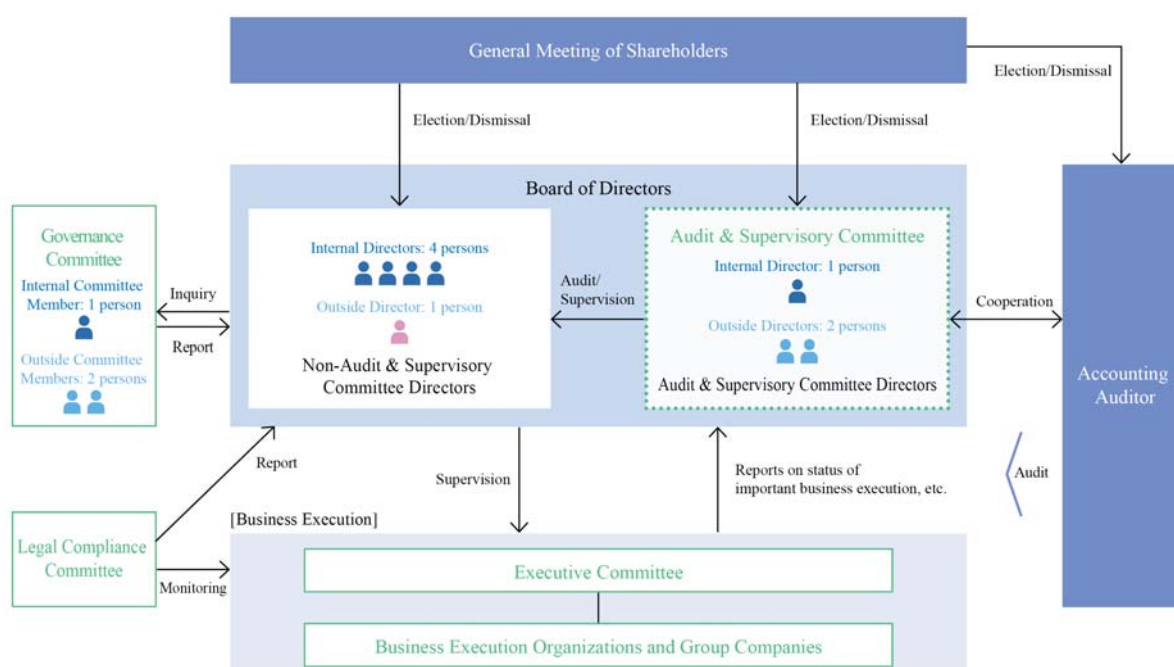 General Meeting of Shareholders
Election/Dismissal
Election/Dismissal
Election/Dismissal
Board of Directors
Governance
Committee
Internal Committee
Member: 1 person
Outside Committee
Members: 2 persons
Inquiry
Report
Internal Directors: 4 persons
Outside Director: 1 person
Non-Audit & Supervisory
Committee Directors
Audit/
Supervision
Audit & Supervisory Committee
Internal Director: 1 person
Outside Directors: 2 persons
Audit & Supervisory Committee Directors
Cooperation
Accounting
Auditor
Report
Supervision
Reports on status of
important business execution, etc.
Audit
[Business Execution]
Legal Compliance
Committee
Monitoring
Executive Committee
Business Execution Organizations and Group Companies